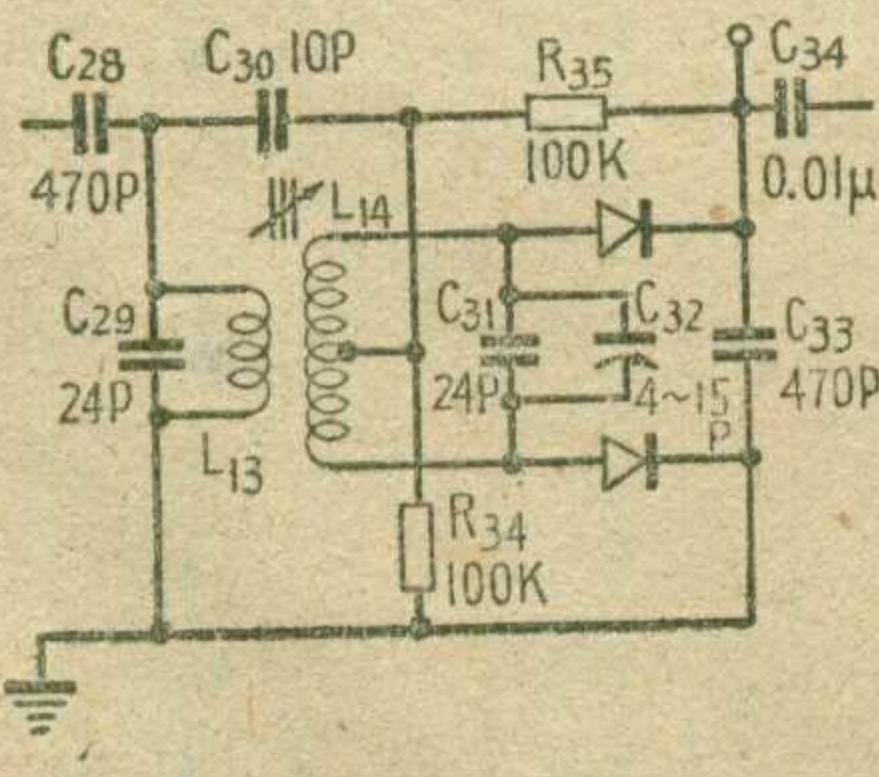 C28
470P
C30 10P
R35
100K
C34
0.01μ
L14
C29
24P
L13
C31
24P
C32
4~15
P
C33
470P
R34
100K